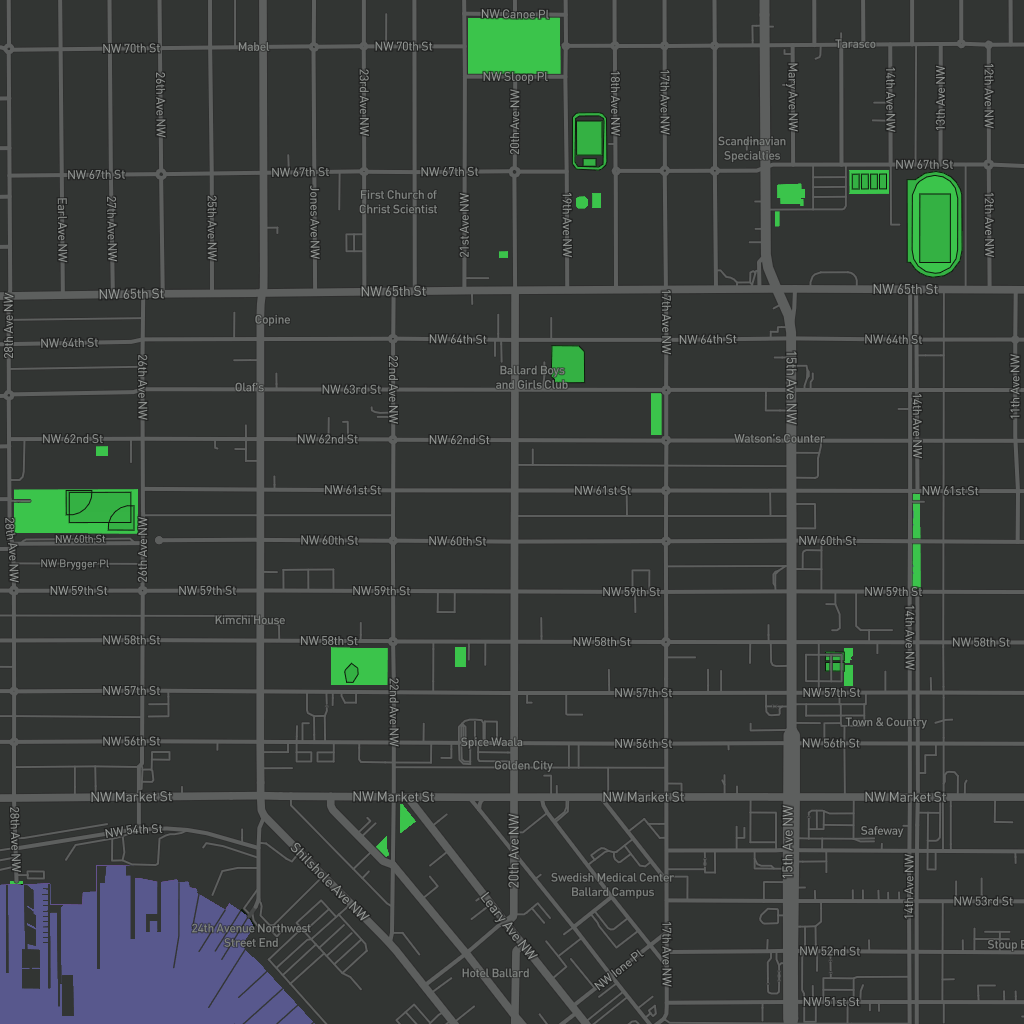 NW Canoe Pl
NW 70th St
Mabel
NW 70th St
Tarasco
NW Sloop Pl
26th Ave NW
23rd Ave NW
20th Ave NW
18th Ave NW
17th Ave NW
Mary Ave NW
14th Ave NW
13th Ave NW
12th Ave NW
Scandinavian
Specialties
NW 67th St
NW 67th St
NW 67th St
NW 67th St
Earl Ave NW
27th Ave NW
25th Ave NW
Jones Ave NW
First Church of
Christ Scientist
21st Ave NW
19th Ave NW
12th Ave NW
NW 65th St
NW 65th St
NW 65th St
28th Ave NW
Copine
17th Ave NW
NW 64th St
NW 64th St
NW 64th St
NW 64th St
26th Ave NW
22nd Ave NW
15th Ave NW
11th Ave NW
Ballard Boys
and Girls Club
Olaf's
NW 63rd St
14th Ave NW
NW 62nd St
NW 62nd St
NW 62nd St
Watson's Counter
NW 61st St
NW 61st St
NW 61st St
28th Ave NW
26th Ave NW
NW 60th St
NW 60th St
NW 60th St
NW 60th St
NW Brygger Pl
NW 59th St
NW 59th St
NW 59th St
NW 59th St
NW 59th St
Kimchi House
14th Ave NW
NW 58th St
NW 58th St
NW 58th St
NW 58th St
NW 57th St
NW 57th St
NW 57th St
22nd Ave NW
Town & Country
NW 56th St
Spice Waala
NW 56th St
NW 56th St
Golden City
NW Market St
NW Market St
NW Market St
NW Market St
28th Ave NW
NW 54th St
Safeway
Shilshole Ave NW
20th Ave NW
15th Ave NW
Swedish Medical Center
Ballard Campus
14th Ave NW
Leary Ave NW
NW 53rd St
24th Avenue Northwest
Street End
17th Ave NW
NW 52nd St
Stoup B
Hotel Ballard
NW Ione Pl
NW 51st St